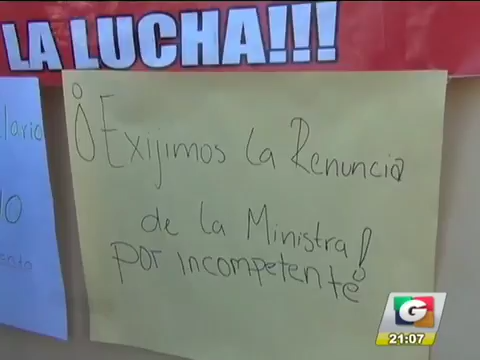 LA LUCHA!!!
¡Exijimos la Renuncia
de la Ministra!
por incompetente
G
21:07